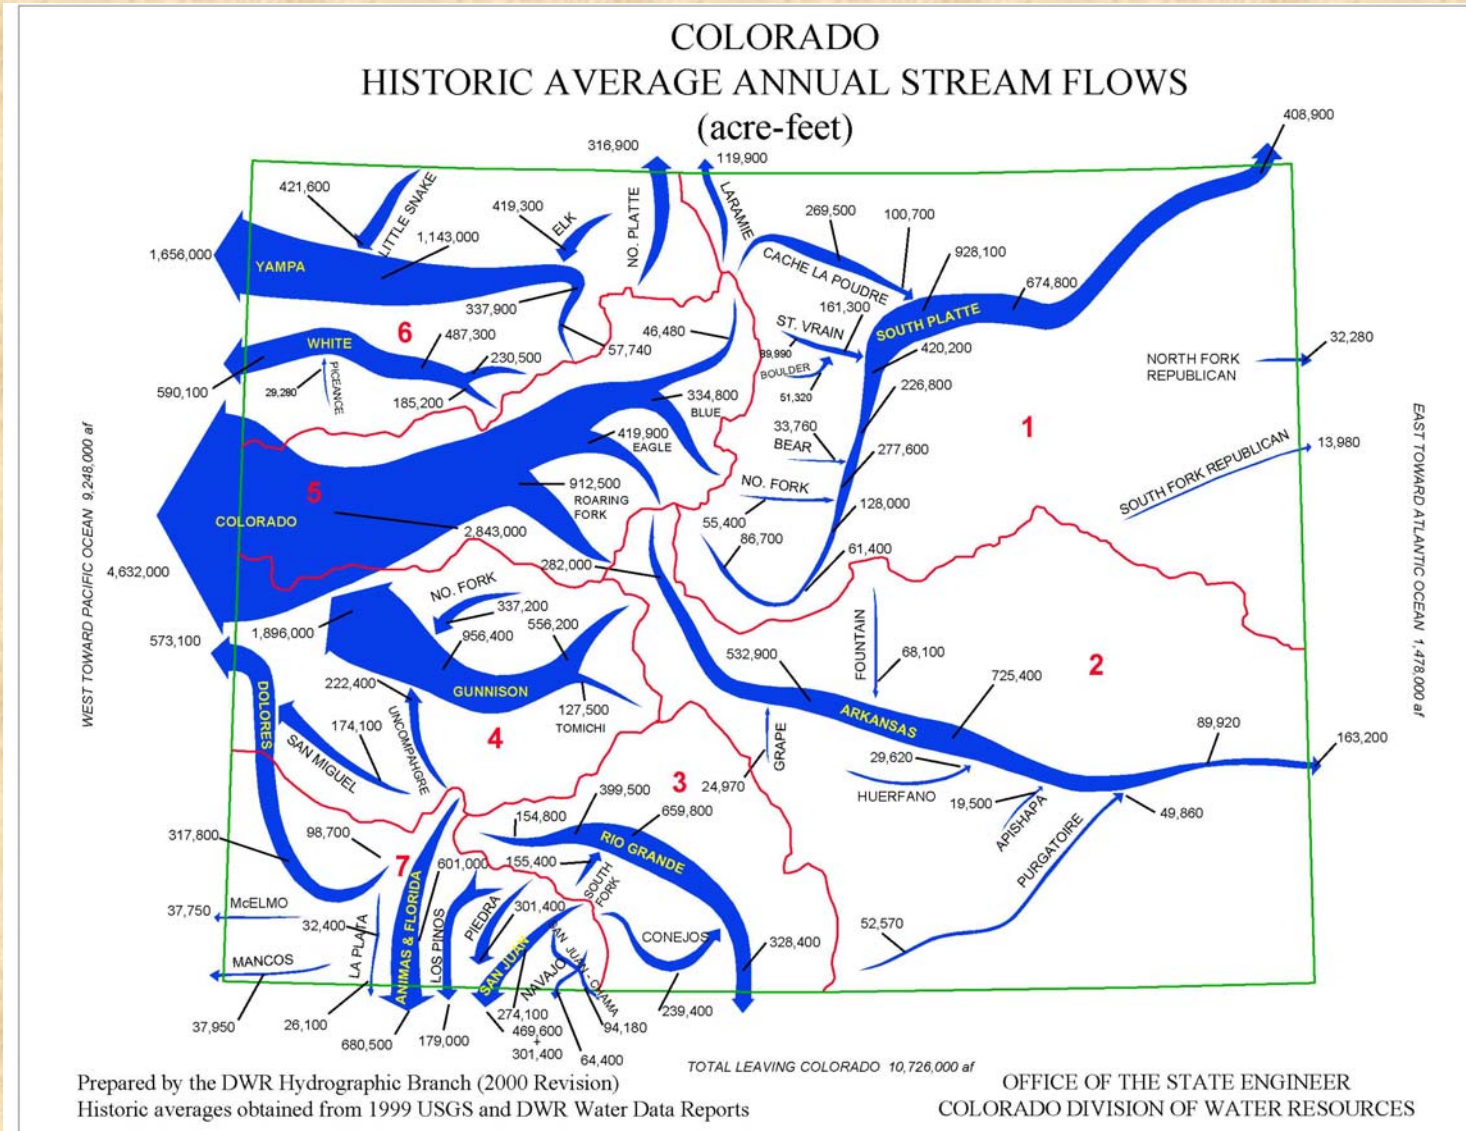 COLORADO
HISTORIC AVERAGE ANNUAL STREAM FLOWS
(acre-feet)
408,900
316,900
119,900
421,600
LITTLE SNAKE
419,300
ELK
NO. PLATTE
LARAMIE
269,500
100,700
CACHE LA POUDRE
928,100
1,656,000
YAMPA
1,143,000
674,800
337,900
161,300
SOUTH PLATTE
6
487,300
46,480
ST. VRAIN
WHITE
230,500
57,740
89,990
BOULDER
420,200
NORTH FORK
REPUBLICAN
32,280
590,100
29,280
PICEANCE
185,200
51,320
226,800
334,800
BLUE
33,760
BEAR
1
419,900
EAGLE
277,600
SOUTH FORK REPUBLICAN
13,980
5
912,500
ROARING
FORK
NO. FORK
COLORADO
2,843,000
55,400
128,000
86,700
61,400
WEST TOWARD PACIFIC OCEAN 9,248,000 af
EAST TOWARD ATLANTIC OCEAN 1,478,000 af
4,632,000
282,000
NO. FORK
337,200
573,100
1,896,000
956,400
556,200
FOUNTAIN
68,100
532,900
2
725,400
222,400
GUNNISON
127,500
TOMICHI
DOLORES
174,100
SAN MIGUEL
UNCOMPAHGRE
4
ARKANSAS
89,920
163,200
GRAPE
29,620
24,970
HUERFANO
3
19,500
APISHAPA
49,860
399,500
659,800
154,800
317,800
98,700
RIO GRANDE
PURGATOIRE
7
601,000
155,400
SOUTH
FORK
McELMO
37,750
32,400
LA PLATA
ANIMAS & FLORIDA
LOS PINOS
PIEDRA
301,400
SAN JUAN
NAVAJO
SAN JUAN - CHAMA
CONEJOS
328,400
52,570
MANCOS
37,950
26,100
680,500
179,000
274,100
469,600
+
301,400
64,400
94,180
239,400
TOTAL LEAVING COLORADO 10,726,000 af
Prepared by the DWR Hydrographic Branch (2000 Revision)
Historic averages obtained from 1999 USGS and DWR Water Data Reports
OFFICE OF THE STATE ENGINEER
COLORADO DIVISION OF WATER RESOURCES